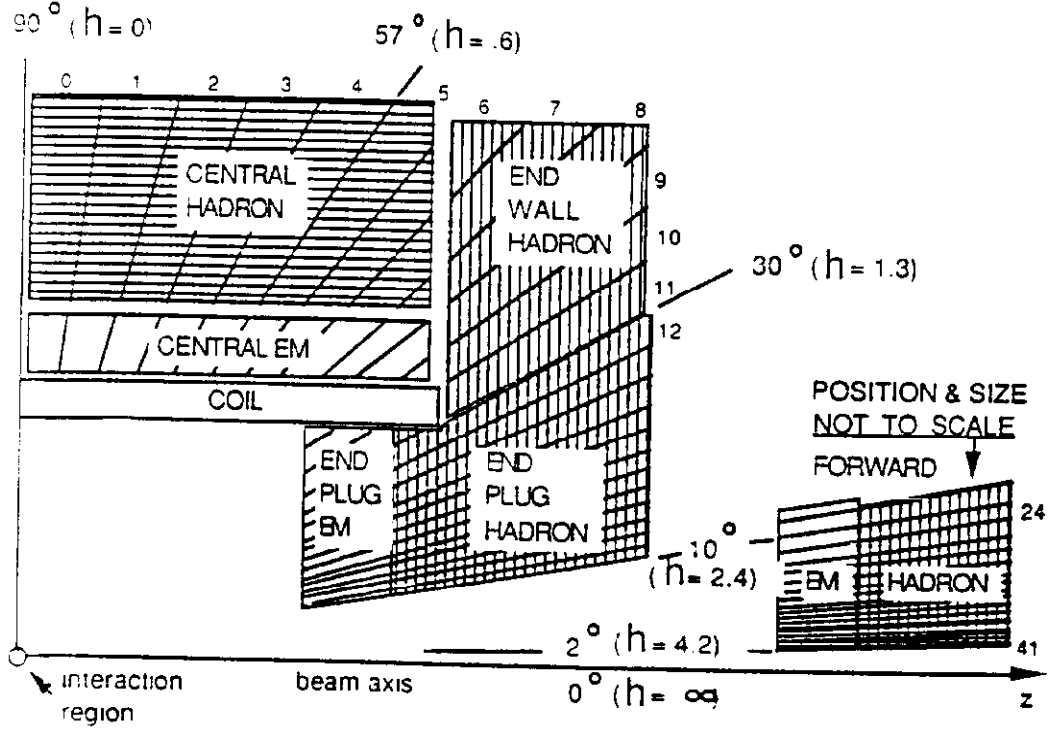 90° (h = 0)
57° (h = .6)
0 1 2 3 4 5 6 7 8
CENTRAL
HADRON
END
WALL
HADRON
9
10
11
12
30° (h = 1.3)
CENTRAL EM
COIL
END
PLUG
EM
END
PLUG
HADRON
POSITION & SIZE
NOT TO SCALE
FORWARD
24
10°
(h = 2.4)
EM HADRON
2° (h = 4.2)
41
interaction
region
beam axis
0° (h = ∞)
z